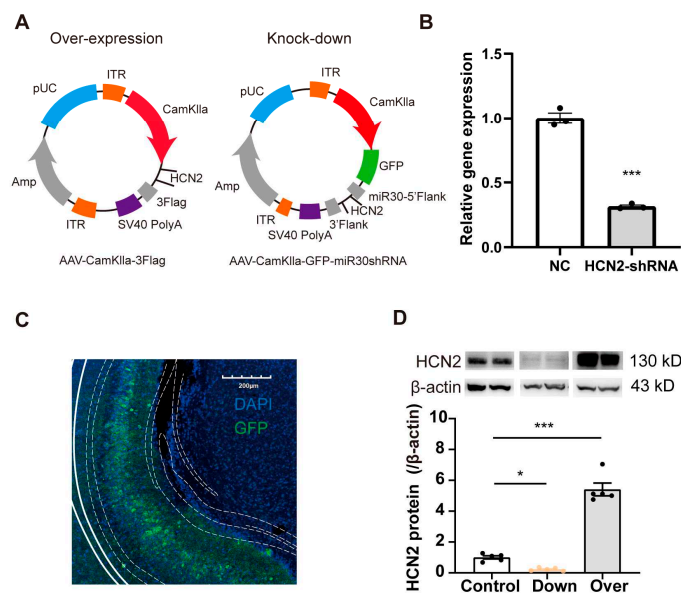 A
Over-expression
Knock-down
ITR
pUC
CamKIIa
HCN2
3Flag
SV40 PolyA
ITR
Amp
AAV-CamKIIa-3Flag
ITR
pUC
CamKIIa
GFP
miR30-5'Flank
HCN2
3'Flank
SV40 PolyA
ITR
Amp
AAV-CamKIIa-GFP-miR30shRNA
B
Relative gene expression
1.5
1.0
0.5
0.0
***
NC
HCN2-shRNA
C
200μm
DAPI
GFP
D
HCN2
130 kD
β-actin
43 kD
HCN2 protein (/β-actin)
10
8
6
4
2
0
***
*
Control
Down
Over